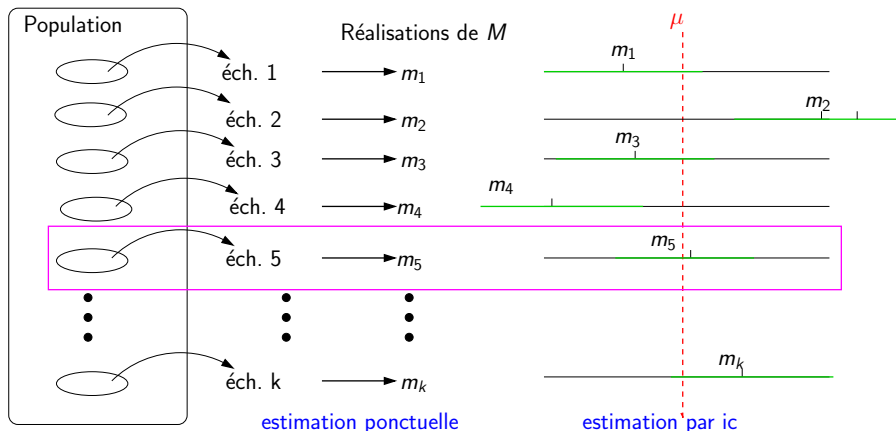 Population
Réalisations de M
μ
éch. 1
m1
m1
éch. 2
m2
m2
éch. 3
m3
m3
éch. 4
m4
m4
éch. 5
m5
m5
éch. k
mk
mk
estimation ponctuelle
estimation par ic